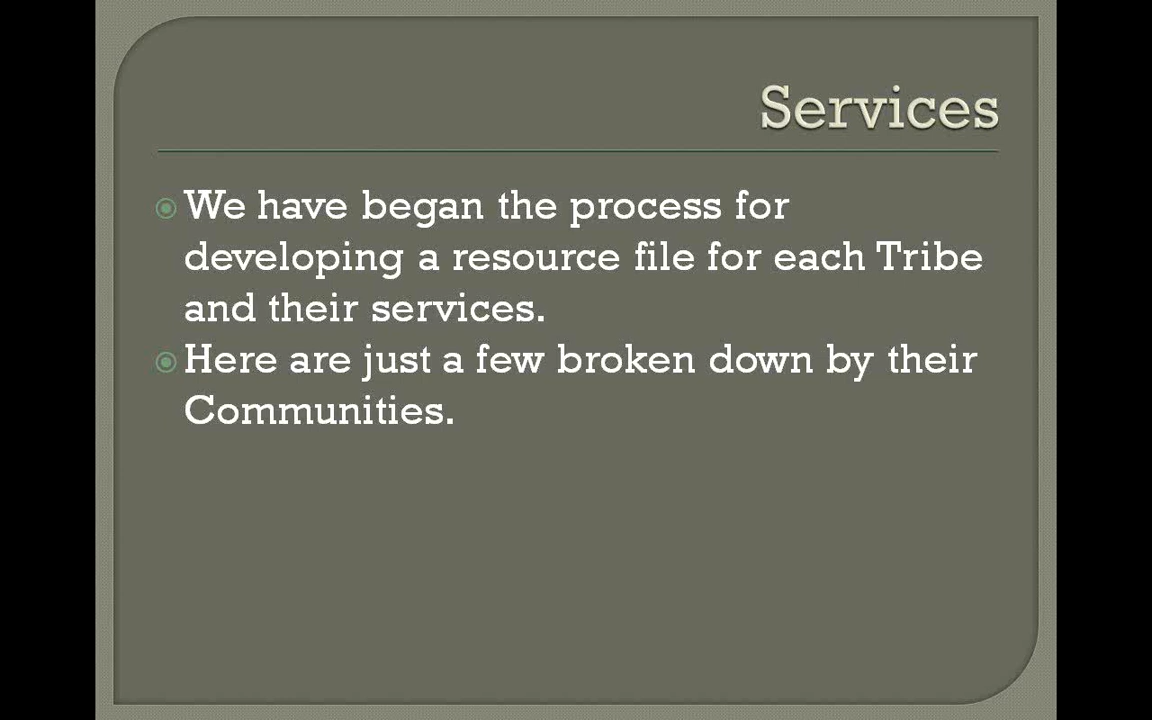 Services
We have began the process for
developing a resource file for each Tribe
and their services.
Here are just a few broken down by their
Communities.